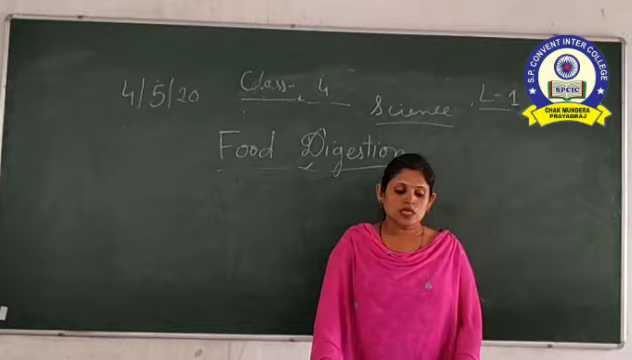 4/5/20 Class- 4
Science L-1
Food Digestion
S.P. CONVENT INTER COLLEGE
SPCIC
CHAK MUNDERA
PRAYAGRAJ